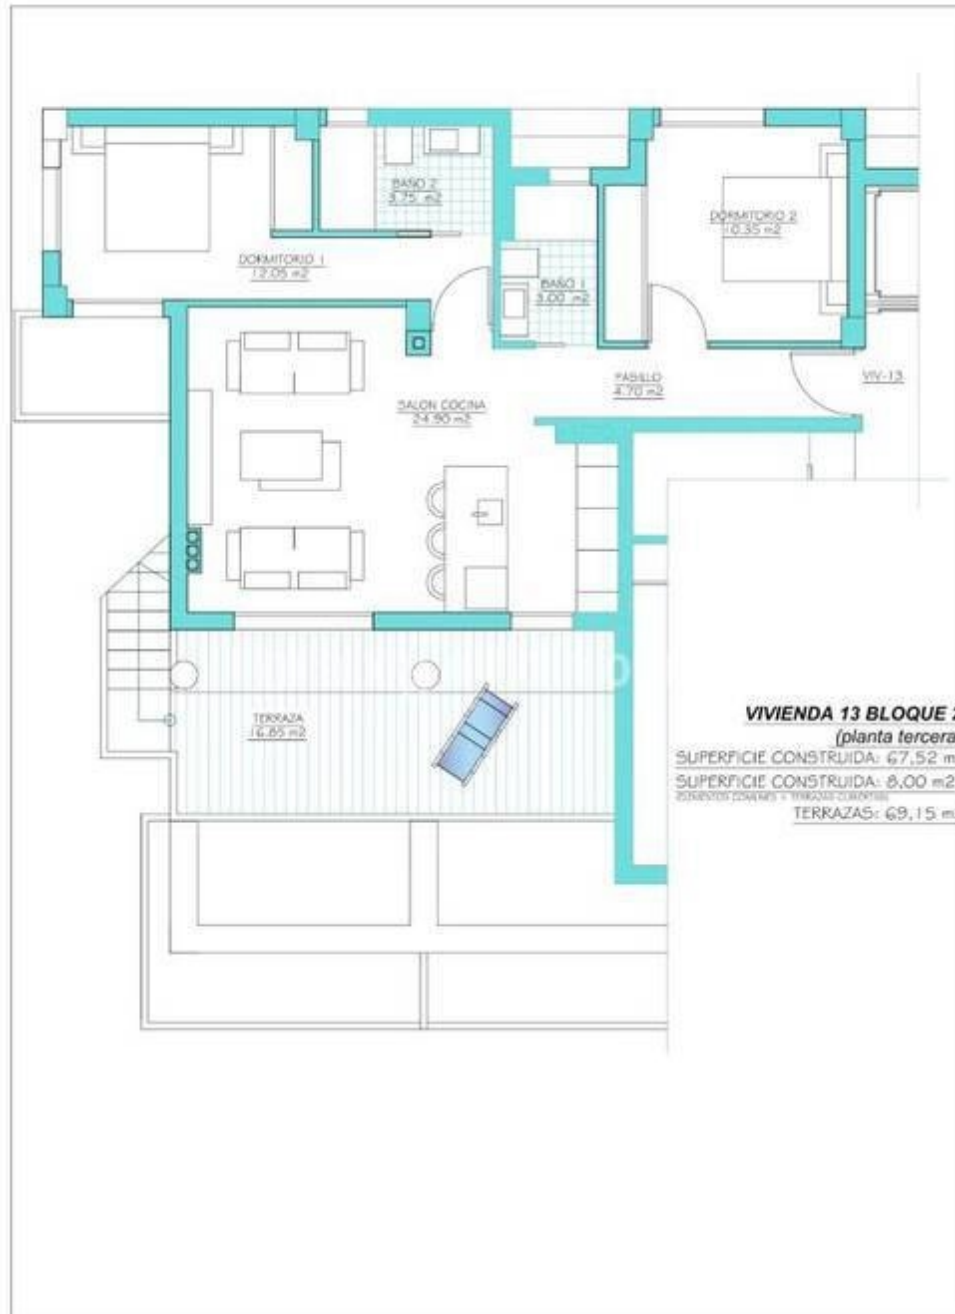 BAÑO 2
3.75 m2
DORMITORIO 2
10.35 m2
DORMITORIO 1
12.05 m2
BAÑO 1
3.00 m2
PASILLO
4.70 m2
VIV-13
SALON COCINA
24.90 m2
TERRAZA
16.85 m2
VIVIENDA 13 BLOQUE 2
(planta tercera
SUPERFICIE CONSTRUIDA: 67,52 m
SUPERFICIE CONSTRUIDA: 8,00 m2
TERRAZAS: 69,15 m